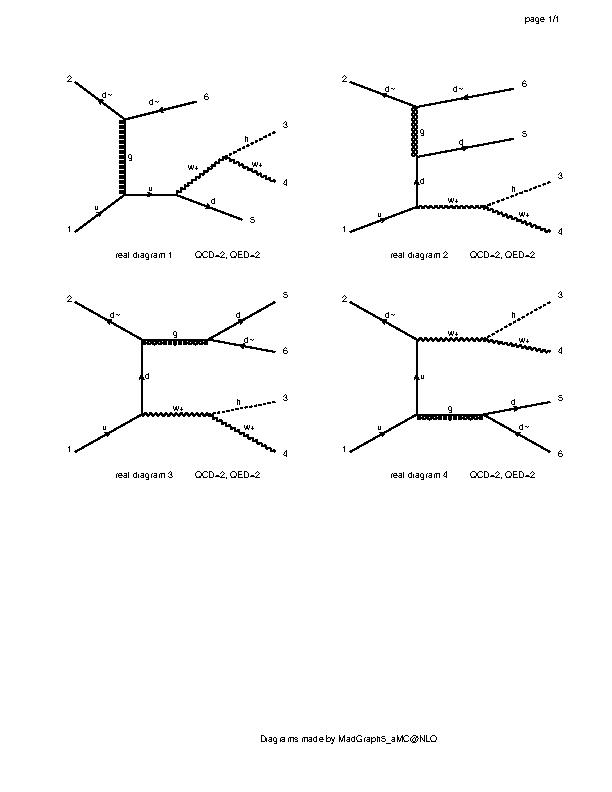 page 1/1
2
d~
d~
6
g
h
3
w+
w+
4
u
u
d
5
1
real diagram 1 QCD=2, QED=2
2
d~
d~
6
g
d
5
d
h
3
u
w+
w+
4
1
real diagram 2 QCD=2, QED=2
2
d~
g
d
5
d~
6
d
h
3
u
w+
w+
4
1
real diagram 3 QCD=2, QED=2
2
d~
w+
h
3
w+
4
u
u
g
d
5
d~
6
1
real diagram 4 QCD=2, QED=2
Diagrams made by MadGraph5_aMC@NLO